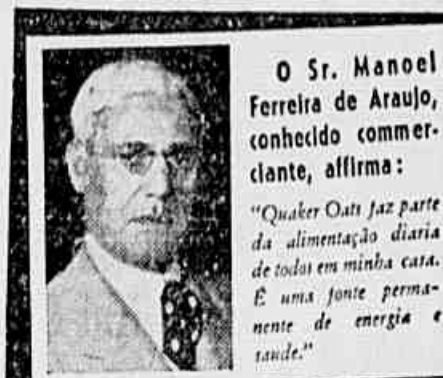 O Sr. Manoel
Ferreira de Araujo,
conhecido commer-
ciante, affirma:
"Quaker Oats faz parte
da alimentação diaria
de todos em minha casa.
É uma fonte perma-
nente de energia e
saude."